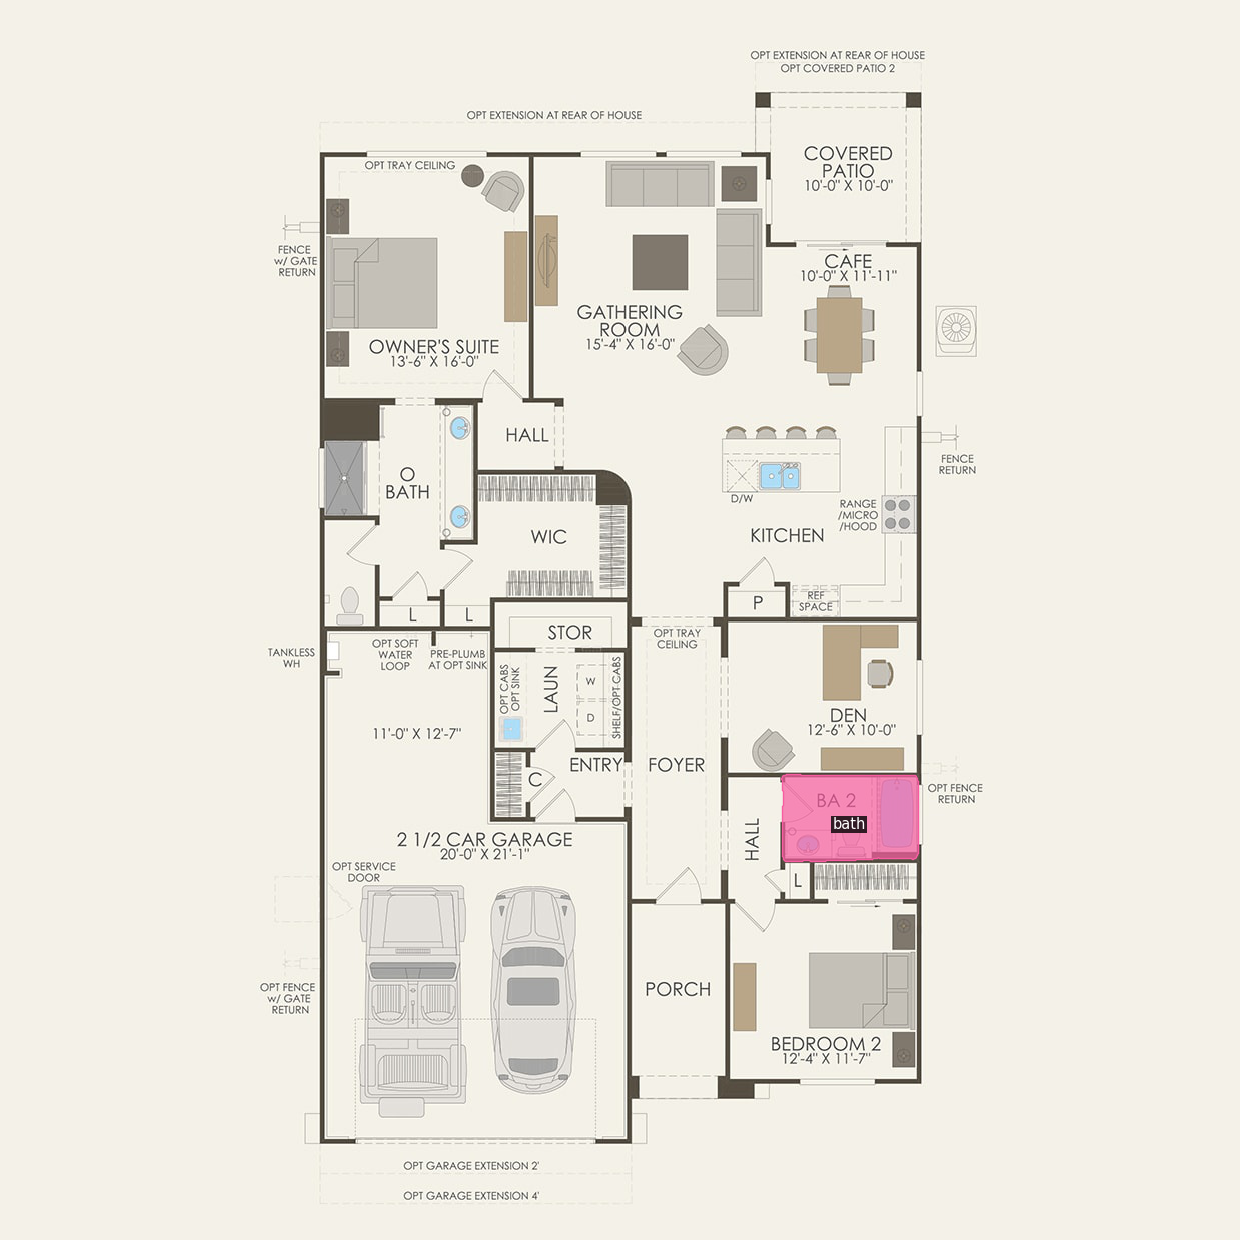 OPT EXTENSION AT REAR OF HOUSE
OPT COVERED PATIO 2
OPT EXTENSION AT REAR OF HOUSE
COVERED
PATIO
10'-0" X 10'-0"
OPT TRAY CEILING
FENCE
w/ GATE
RETURN
CAFE
10'-0" X 11'-11"
GATHERING
ROOM
15'-4" X 16'-0"
OWNER'S SUITE
13'-6" X 16'-0"
HALL
FENCE
RETURN
O
BATH
D/W
RANGE
/MICRO
/HOOD
KITCHEN
WIC
P
REF
SPACE
L
L
STOR
OPT TRAY
CEILING
TANKLESS
WH
OPT SOFT
WATER
LOOP
PRE-PLUMB
AT OPT SINK
OPT CABS
OPT SINK
LAUN
W
D
SHELF/OPT CABS
DEN
12'-6" X 10'-0"
11'-0" X 12'-7"
ENTRY
C
FOYER
OPT FENCE
RETURN
BA 2
bath
HALL
2 1/2 CAR GARAGE
20'-0" X 21'-1"
OPT SERVICE
DOOR
L
OPT FENCE
w/ GATE
RETURN
PORCH
BEDROOM 2
12'-4" X 11'-7"
OPT GARAGE EXTENSION 2'
OPT GARAGE EXTENSION 4'